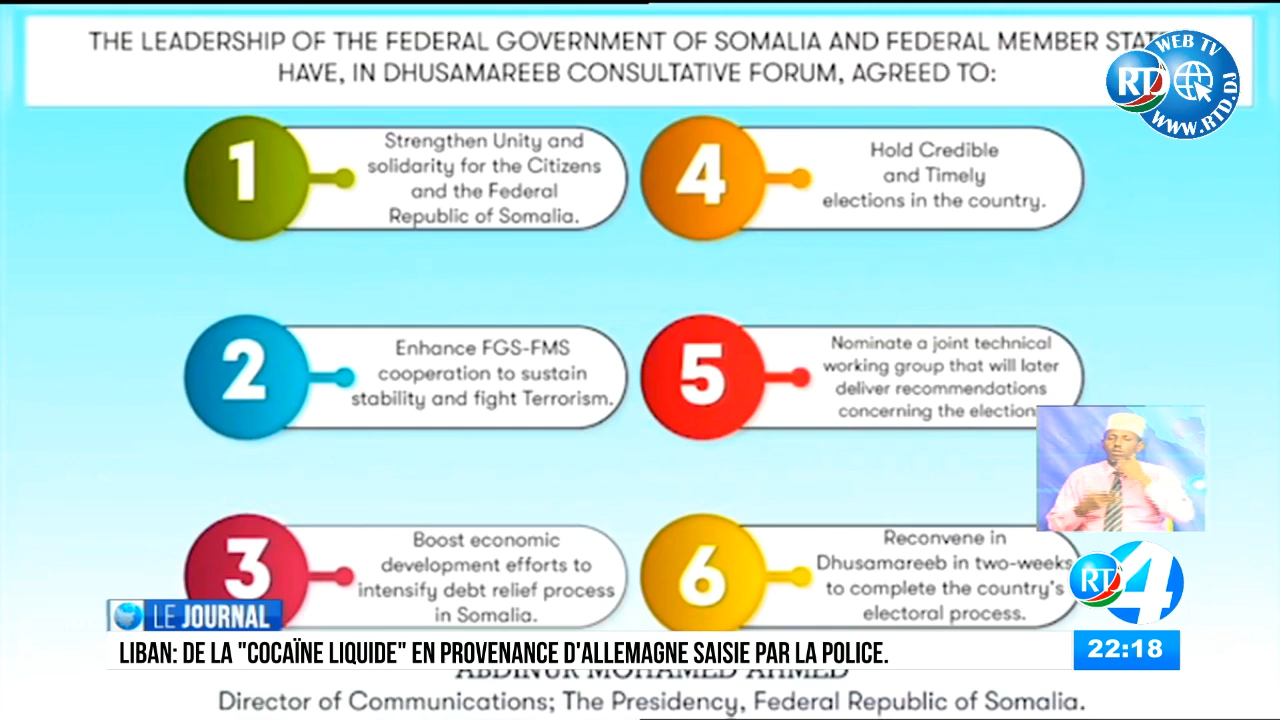 THE LEADERSHIP OF THE FEDERAL GOVERNMENT OF SOMALIA AND FEDERAL MEMBER
HAVE, IN DHUSAMAREEB CONSULTATIVE FORUM, AGREED TO:
WEB TV
RTD
WWW.RTD.DJ
1
Strengthen Unity and
solidarity for the Citizens
and the Federal
Republic of Somalia.
2
Enhance FGS-FMS
cooperation to sustain
stability and fight Terrorism.
3
Boost economic
development efforts to
intensify debt relief process
in Somalia.
4
Hold Credible
and Timely
elections in the country.
5
Nominate a joint technical
working group that will later
deliver recommendations
concerning the election
6
Reconvene in
Dhusamareeb in two-weeks
to complete the country's
electoral process.
RTD 4
LE JOURNAL
LIBAN: DE LA "COCAÏNE LIQUIDE" EN PROVENANCE D'ALLEMAGNE SAISIE PAR LA POLICE.
22:18
ABDINUR MOHAMED AHMED
Director of Communications; The Presidency, Federal Republic of Somalia.